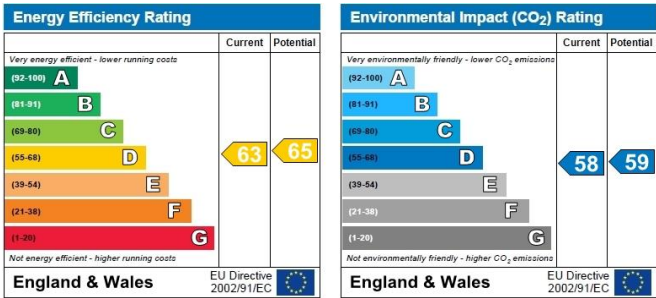 Energy Efficiency Rating
Current Potential
Very energy efficient - lower running costs
(92-100) A
(81-91) B
(69-80) C
(55-68) D
63 65
(39-54) E
(21-38) F
(1-20) G
Not energy efficient - higher running costs
England & Wales
EU Directive
2002/91/EC
Environmental Impact (CO2) Rating
Current Potential
Very environmentally friendly - lower CO2 emissions
(92-100) A
(81-91) B
(69-80) C
(55-68) D
58 59
(39-54) E
(21-38) F
(1-20) G
Not environmentally friendly - higher CO2 emissions
England & Wales
EU Directive
2002/91/EC